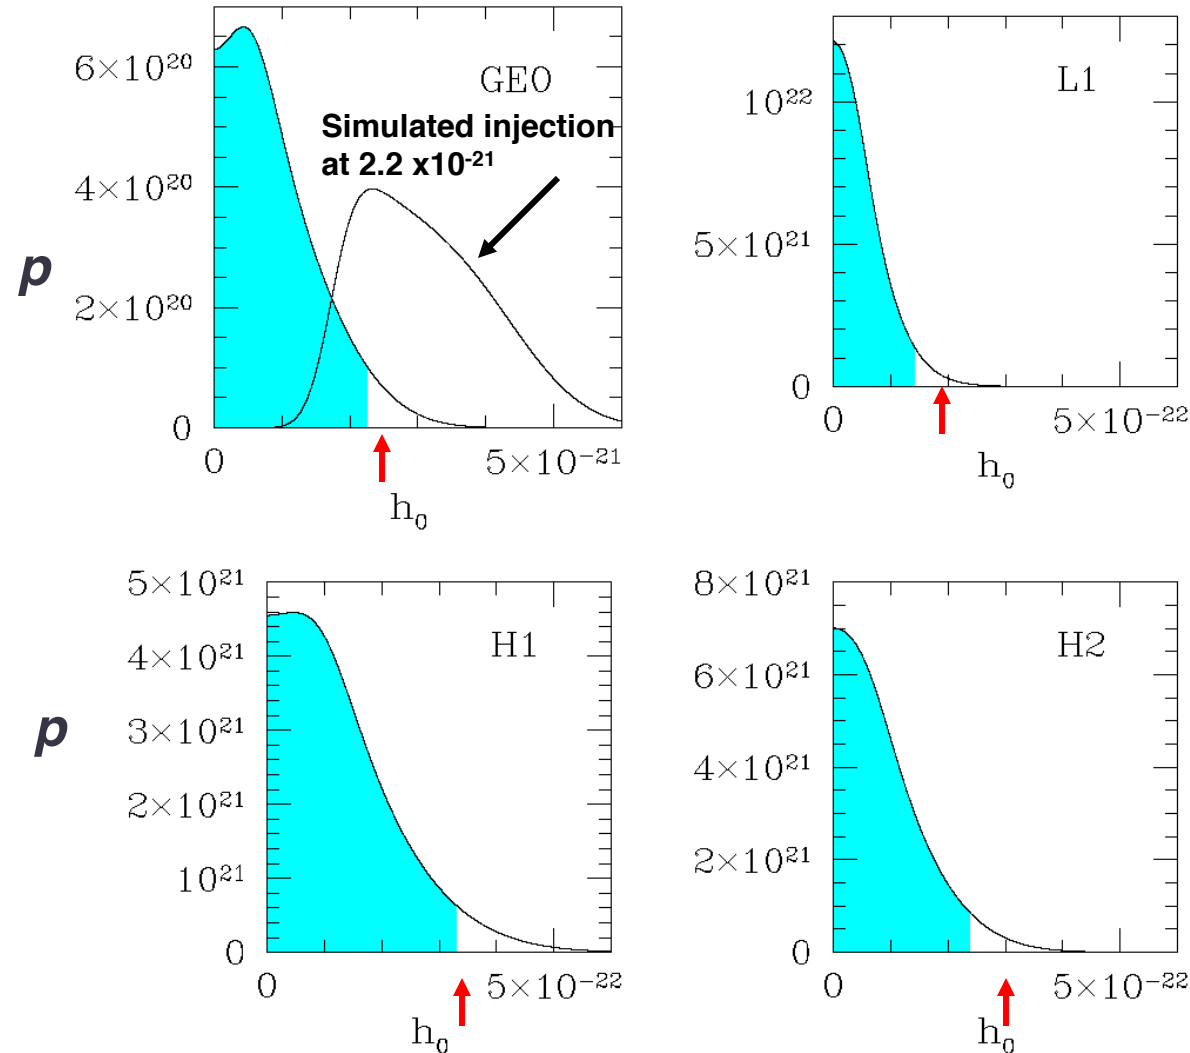 6×10²⁰
GEO
Simulated injection
at 2.2 x10⁻²¹
4×10²⁰
p
2×10²⁰
0
0
5×10⁻²¹
h₀
L1
10²²
5×10²¹
0
0
5×10⁻²²
h₀
5×10²¹
H1
4×10²¹
3×10²¹
p
2×10²¹
10²¹
0
0
5×10⁻²²
h₀
8×10²¹
H2
6×10²¹
4×10²¹
2×10²¹
0
0
5×10⁻²²
h₀